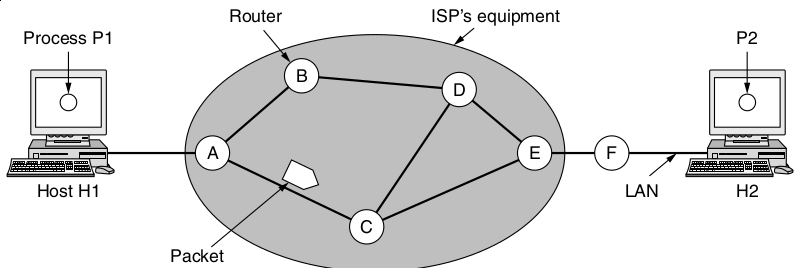 Router
ISP's equipment
Process P1
P2
B
D
A
E
F
C
Host H1
LAN
H2
Packet